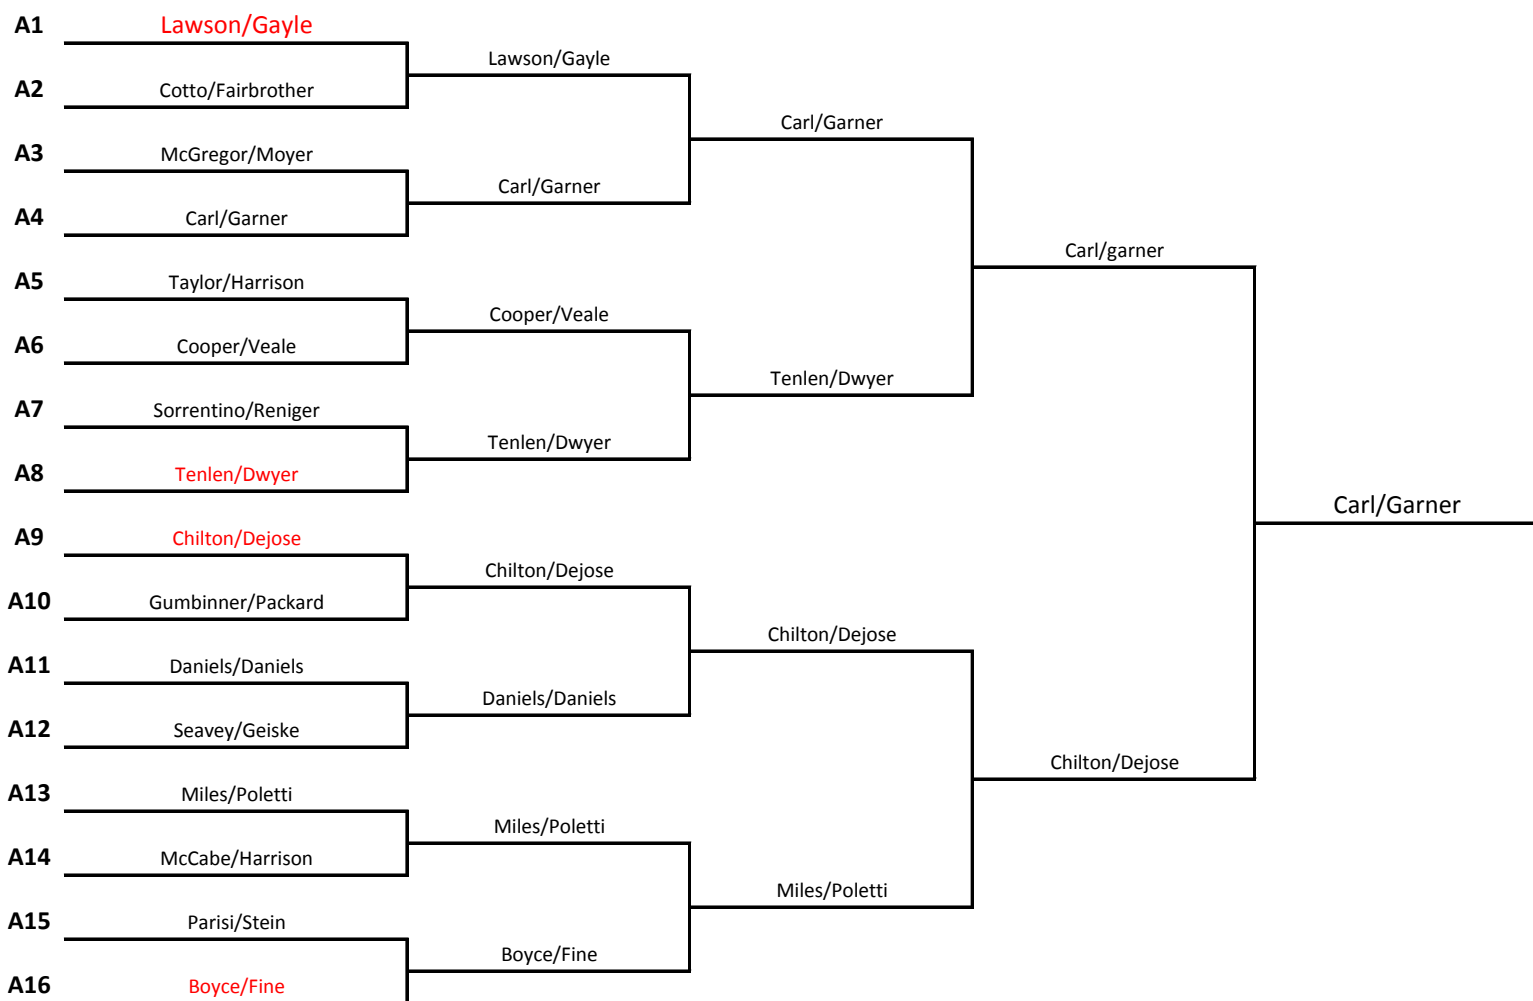 A1 Lawson/Gayle
Lawson/Gayle
A2 Cotto/Fairbrother
Carl/Garner
A3 McGregor/Moyer
Carl/Garner
A4 Carl/Garner
Carl/garner
A5 Taylor/Harrison
Cooper/Veale
A6 Cooper/Veale
Tenlen/Dwyer
A7 Sorrentino/Reniger
Tenlen/Dwyer
A8 Tenlen/Dwyer
Carl/Garner
A9 Chilton/Dejose
Chilton/Dejose
A10 Gumbinner/Packard
Chilton/Dejose
A11 Daniels/Daniels
Daniels/Daniels
A12 Seavey/Geiske
Chilton/Dejose
A13 Miles/Poletti
Miles/Poletti
A14 McCabe/Harrison
Miles/Poletti
A15 Parisi/Stein
Boyce/Fine
A16 Boyce/Fine